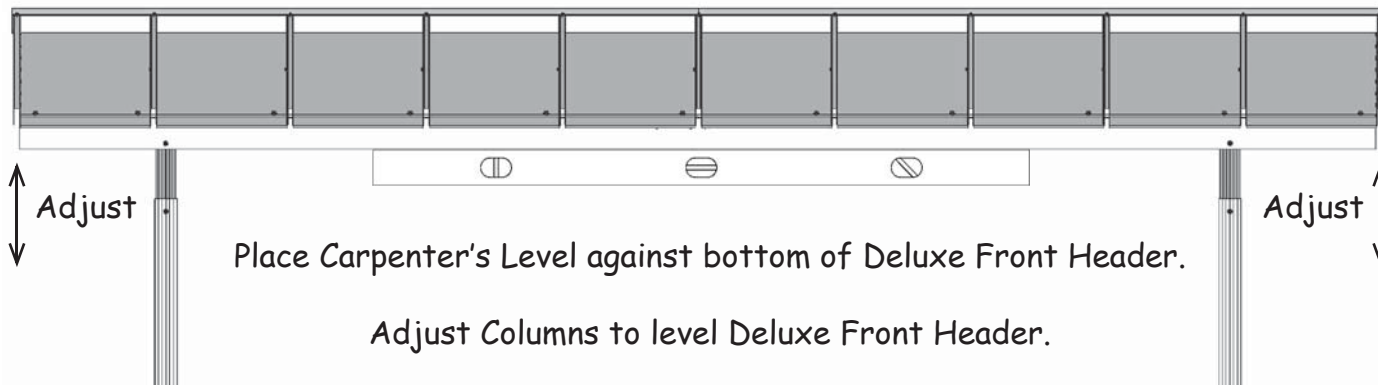 Adjust
Adjust
Place Carpenter's Level against bottom of Deluxe Front Header.
Adjust Columns to level Deluxe Front Header.